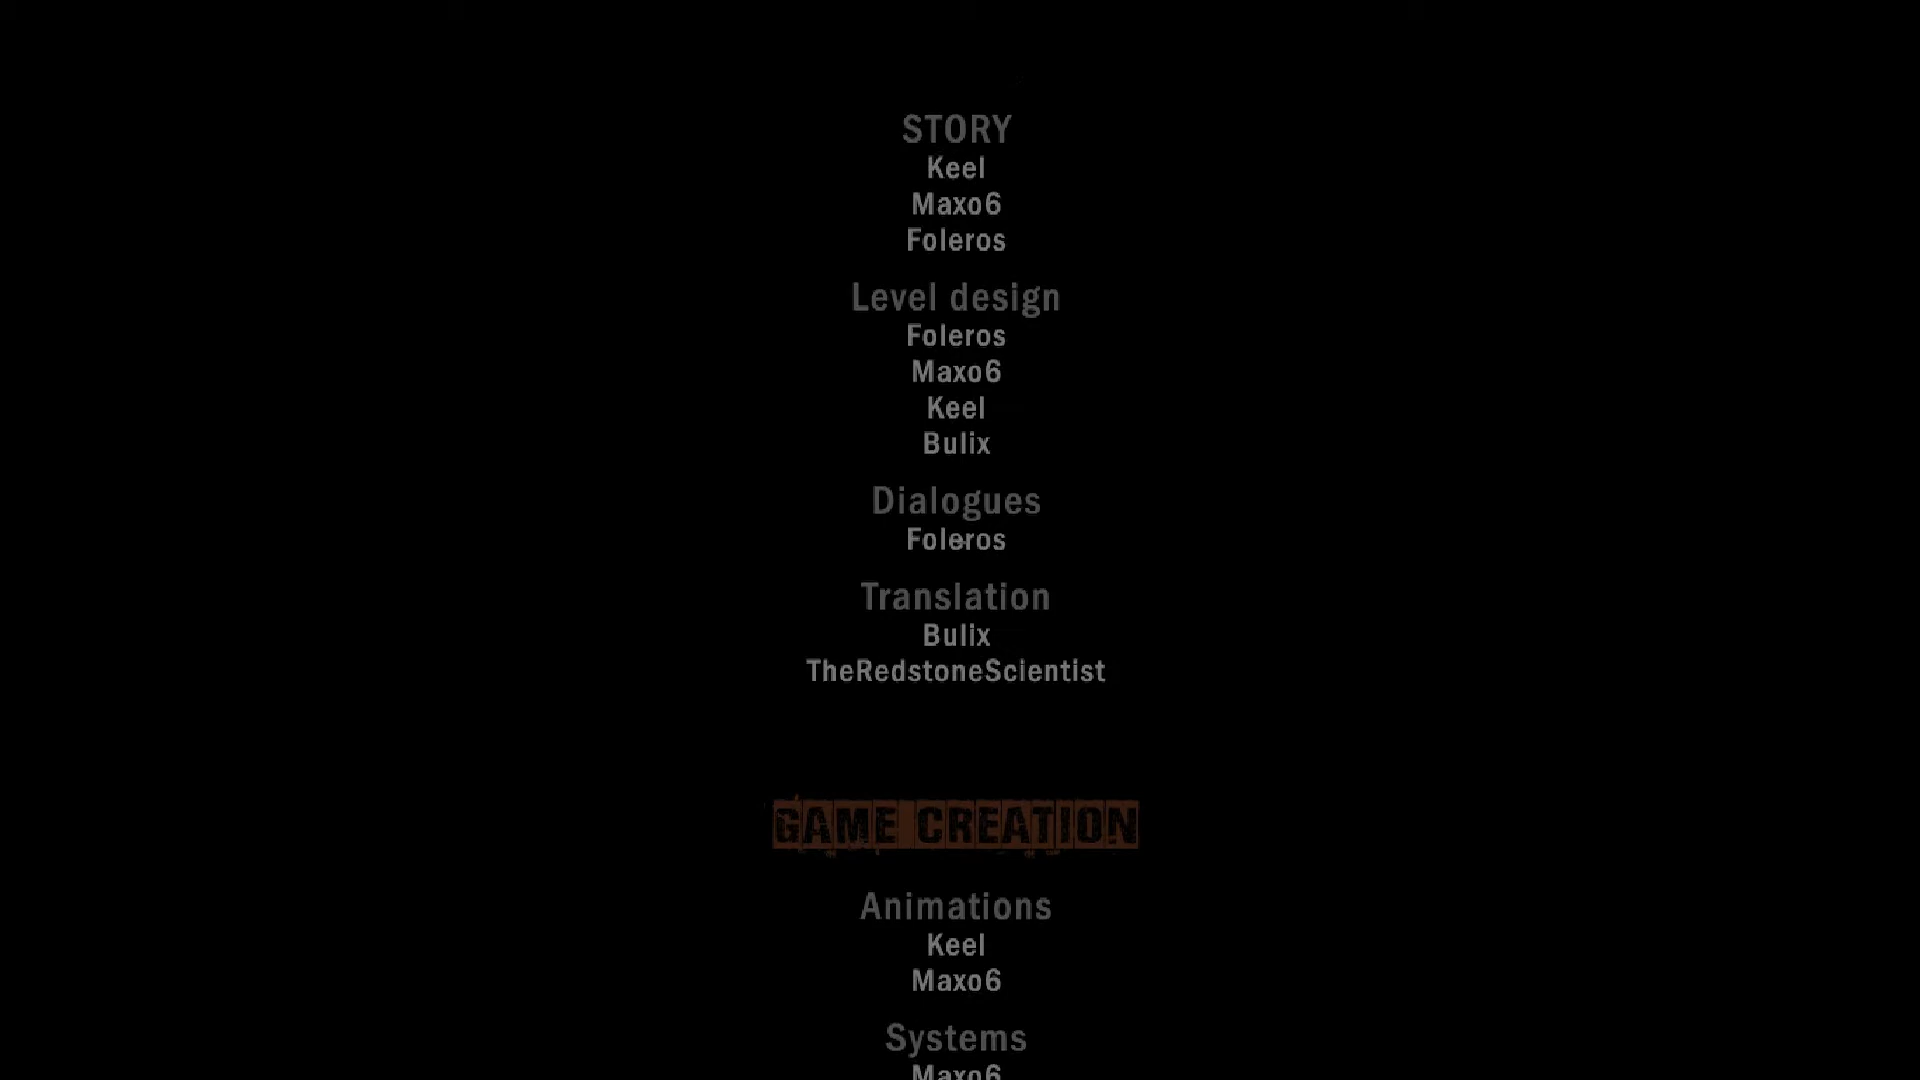 STORY
Keel
Maxo6
Foleros
Level design
Foleros
Maxo6
Keel
Bulix
Dialogues
Foleros
Translation
Bulix
TheRedstoneScientist
GAME CREATION
Animations
Keel
Maxo6
Systems
Maxo6